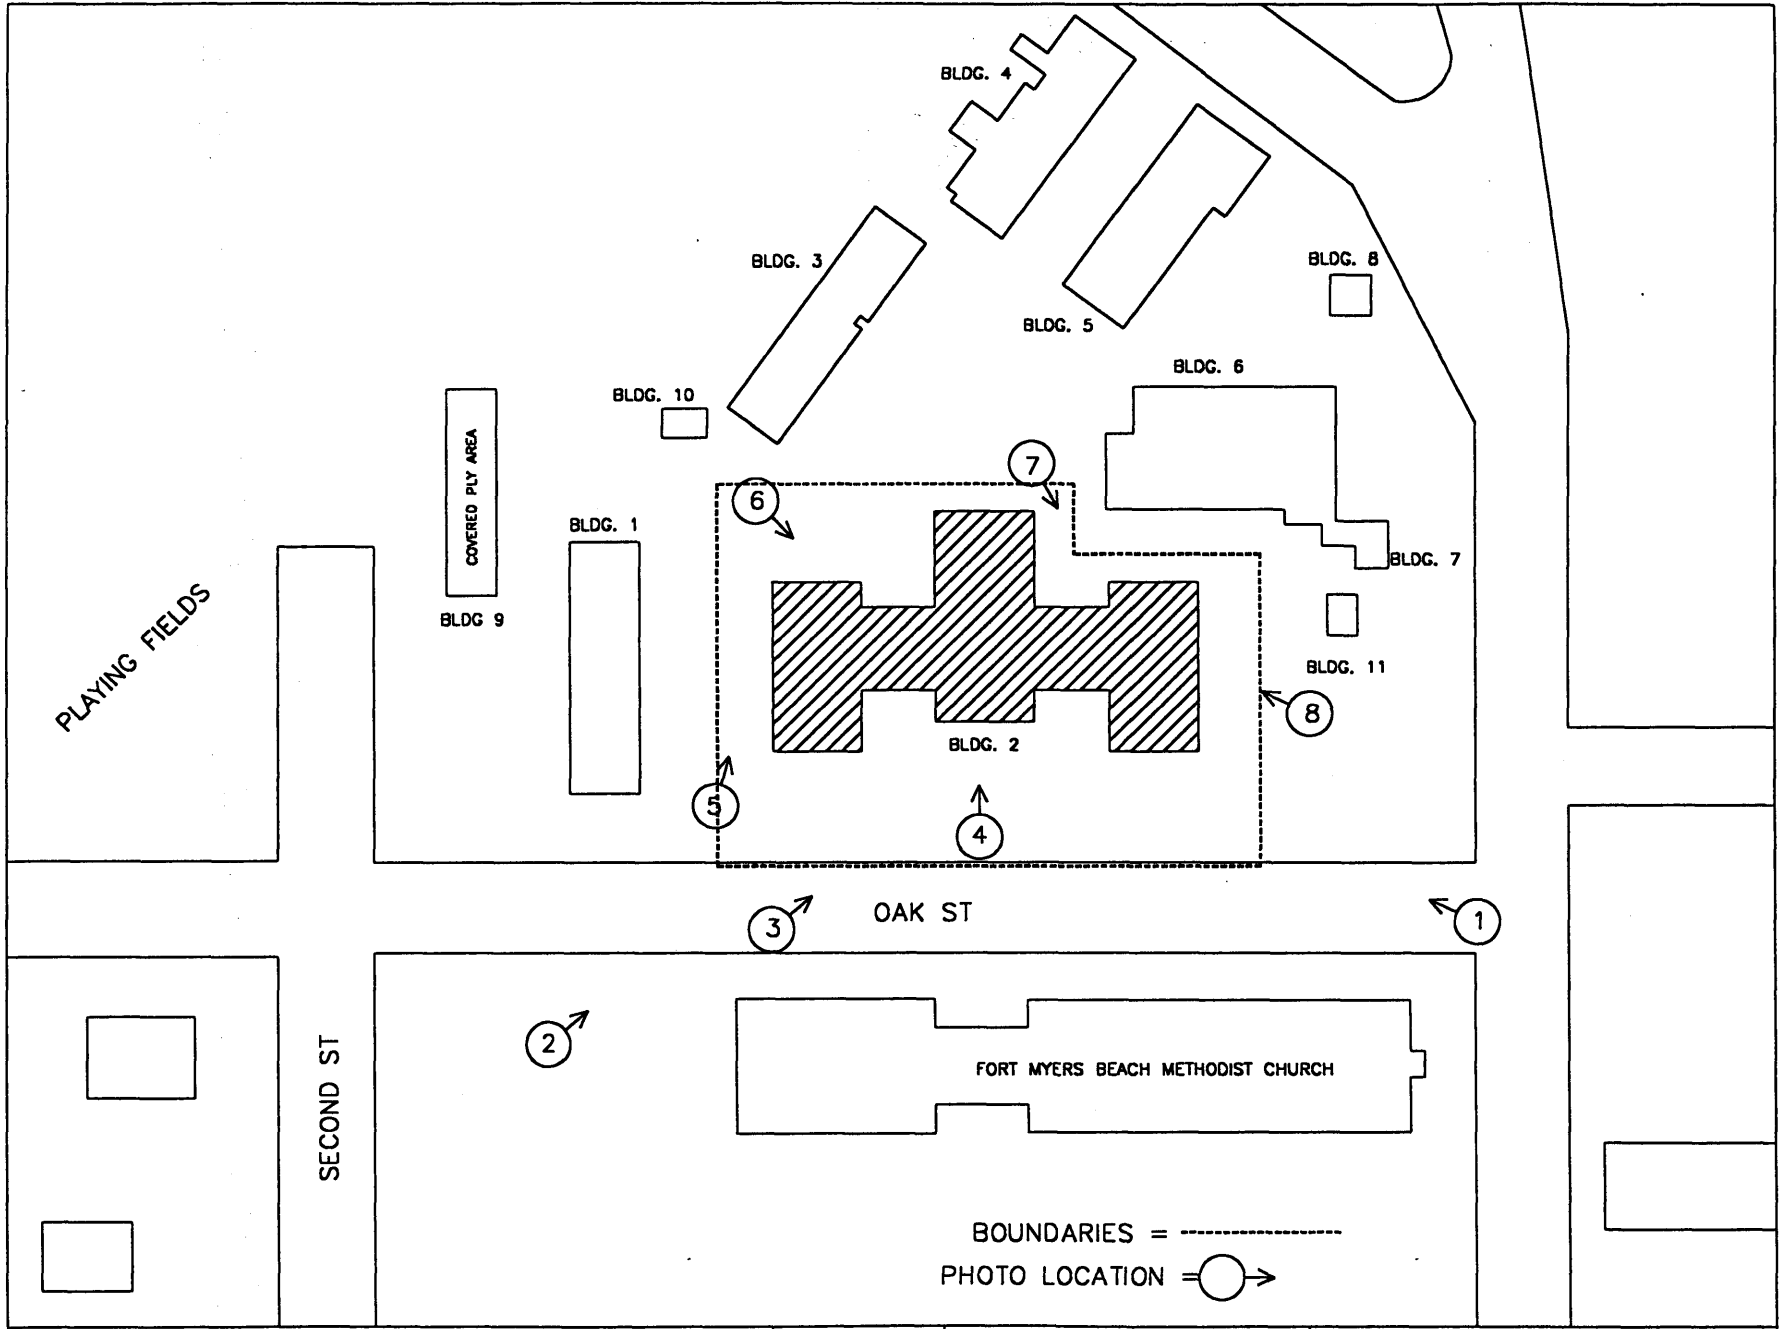 BLDG. 4
BLDG. 3
BLDG. 8
BLDG. 5
BLDG. 6
BLDG. 10
COVERED PLY AREA
7
6
BLDG. 1
BLDG. 7
PLAYING FIELDS
BLDG 9
BLDG. 11
8
BLDG. 2
5
4
OAK ST
3
1
2
FORT MYERS BEACH METHODIST CHURCH
SECOND ST
BOUNDARIES =
PHOTO LOCATION =